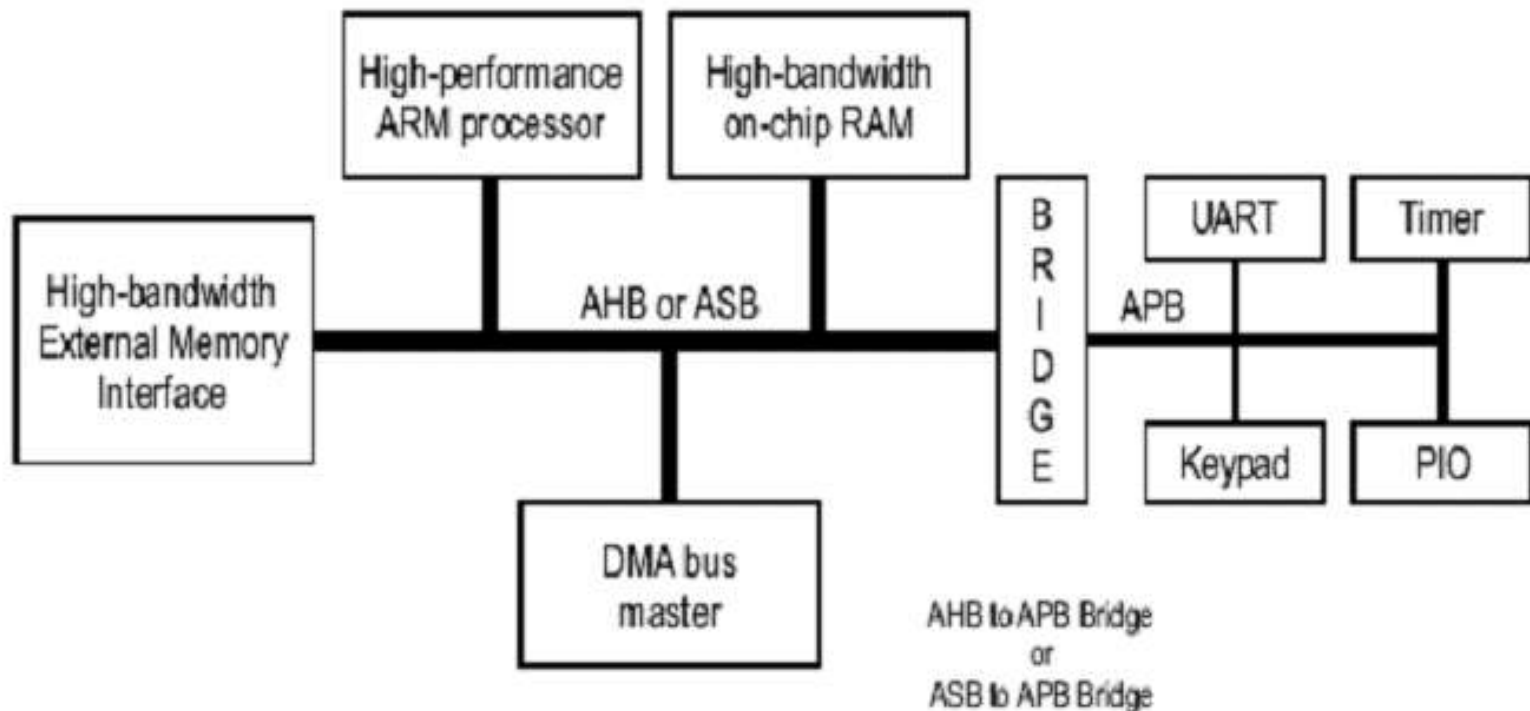 High-performance
ARM processor
High-bandwidth
on-chip RAM
High-bandwidth
External Memory
Interface
AHB or ASB
B
R
I
D
G
E
APB
UART
Timer
Keypad
PIO
DMA bus
master
AHB to APB Bridge
or
ASB to APB Bridge